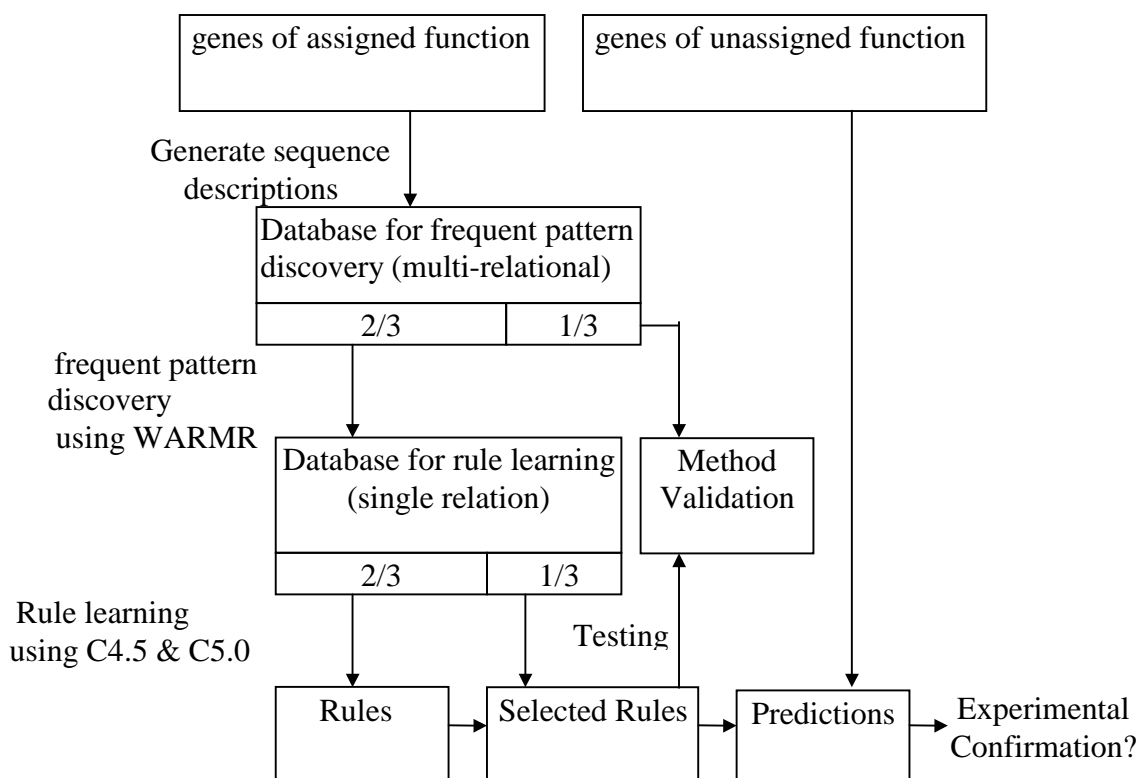 genes of assigned function
genes of unassigned function
Generate sequence
descriptions
Database for frequent pattern
discovery (multi-relational)
2/3
1/3
frequent pattern
discovery
using WARMR
Database for rule learning
(single relation)
Method
Validation
2/3
1/3
Rule learning
using C4.5 & C5.0
Testing
Rules
Selected Rules
Predictions
Experimental
Confirmation?